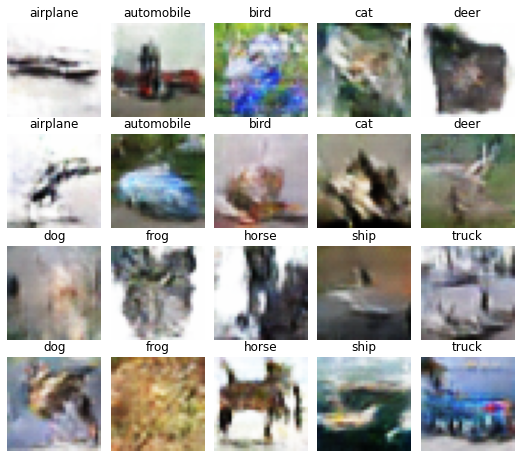 airplane automobile bird cat deer
airplane automobile bird cat deer
dog frog horse ship truck
dog frog horse ship truck